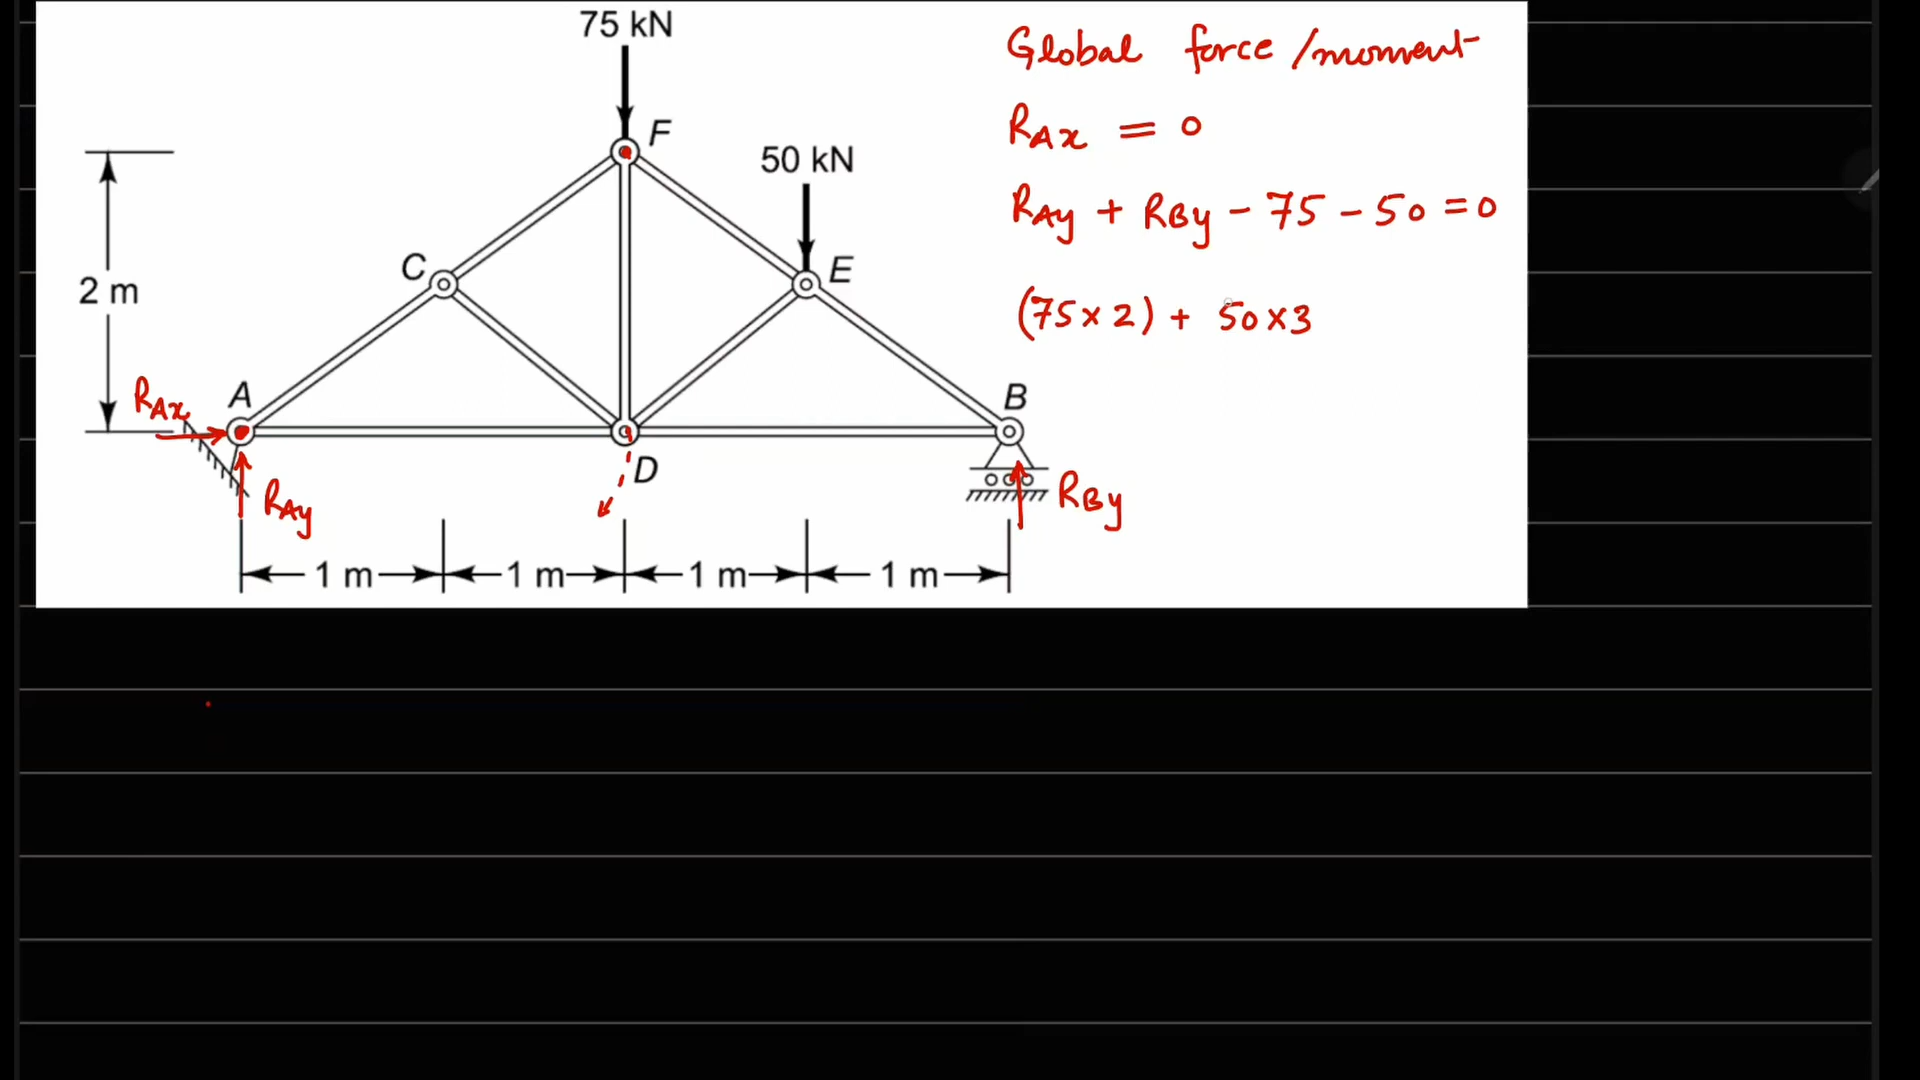 75 kN
F
50 kN
E
C
2 m
A
B
D
1 m 1 m 1 m 1 m
RAx
RAy
RBy
Global force /moment
RAx = 0
RAy + RBy - 75 - 50 = 0
(75×2) + 50×3